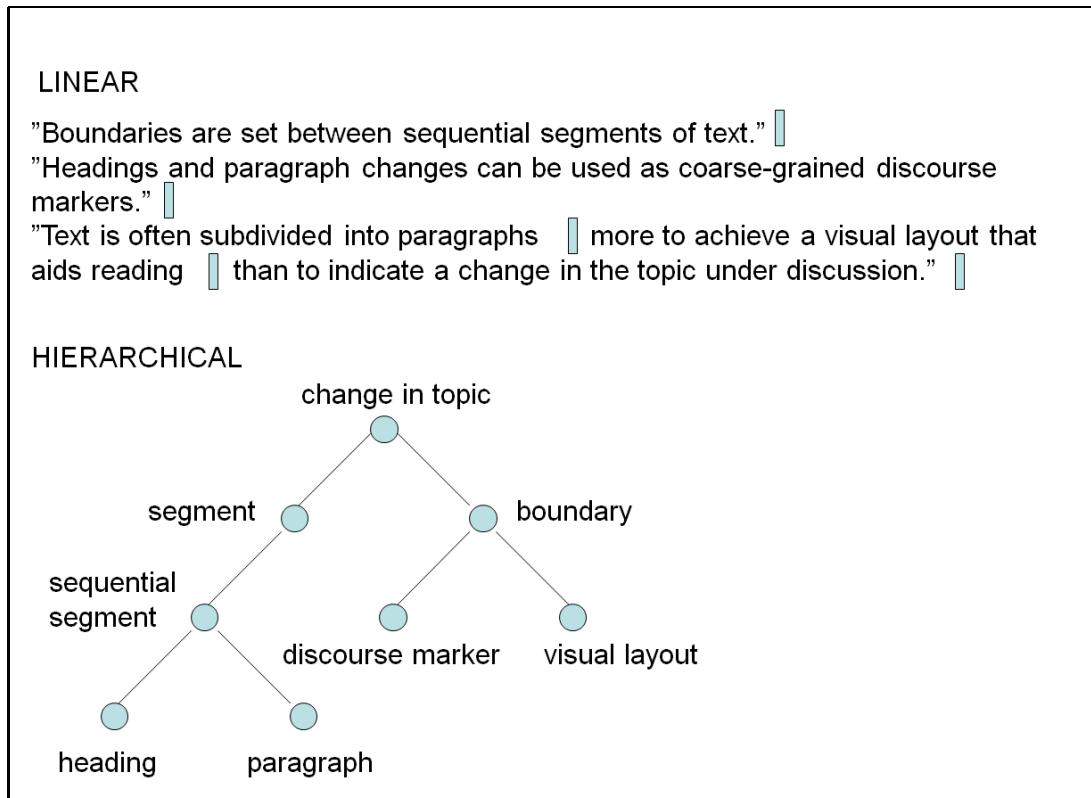 LINEAR
”Boundaries are set between sequential segments of text.”
”Headings and paragraph changes can be used as coarse-grained discourse
markers.”
”Text is often subdivided into paragraphs more to achieve a visual layout that
aids reading than to indicate a change in the topic under discussion.”
HIERARCHICAL
change in topic
segment
boundary
sequential
segment
discourse marker
visual layout
heading
paragraph